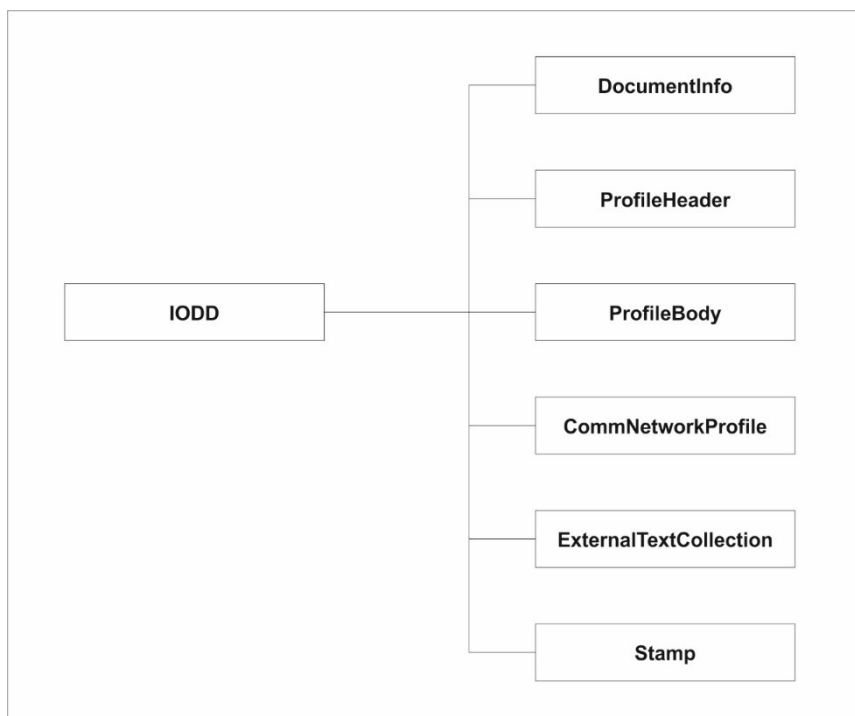 DocumentInfo
ProfileHeader
IODD
ProfileBody
CommNetworkProfile
ExternalTextCollection
Stamp